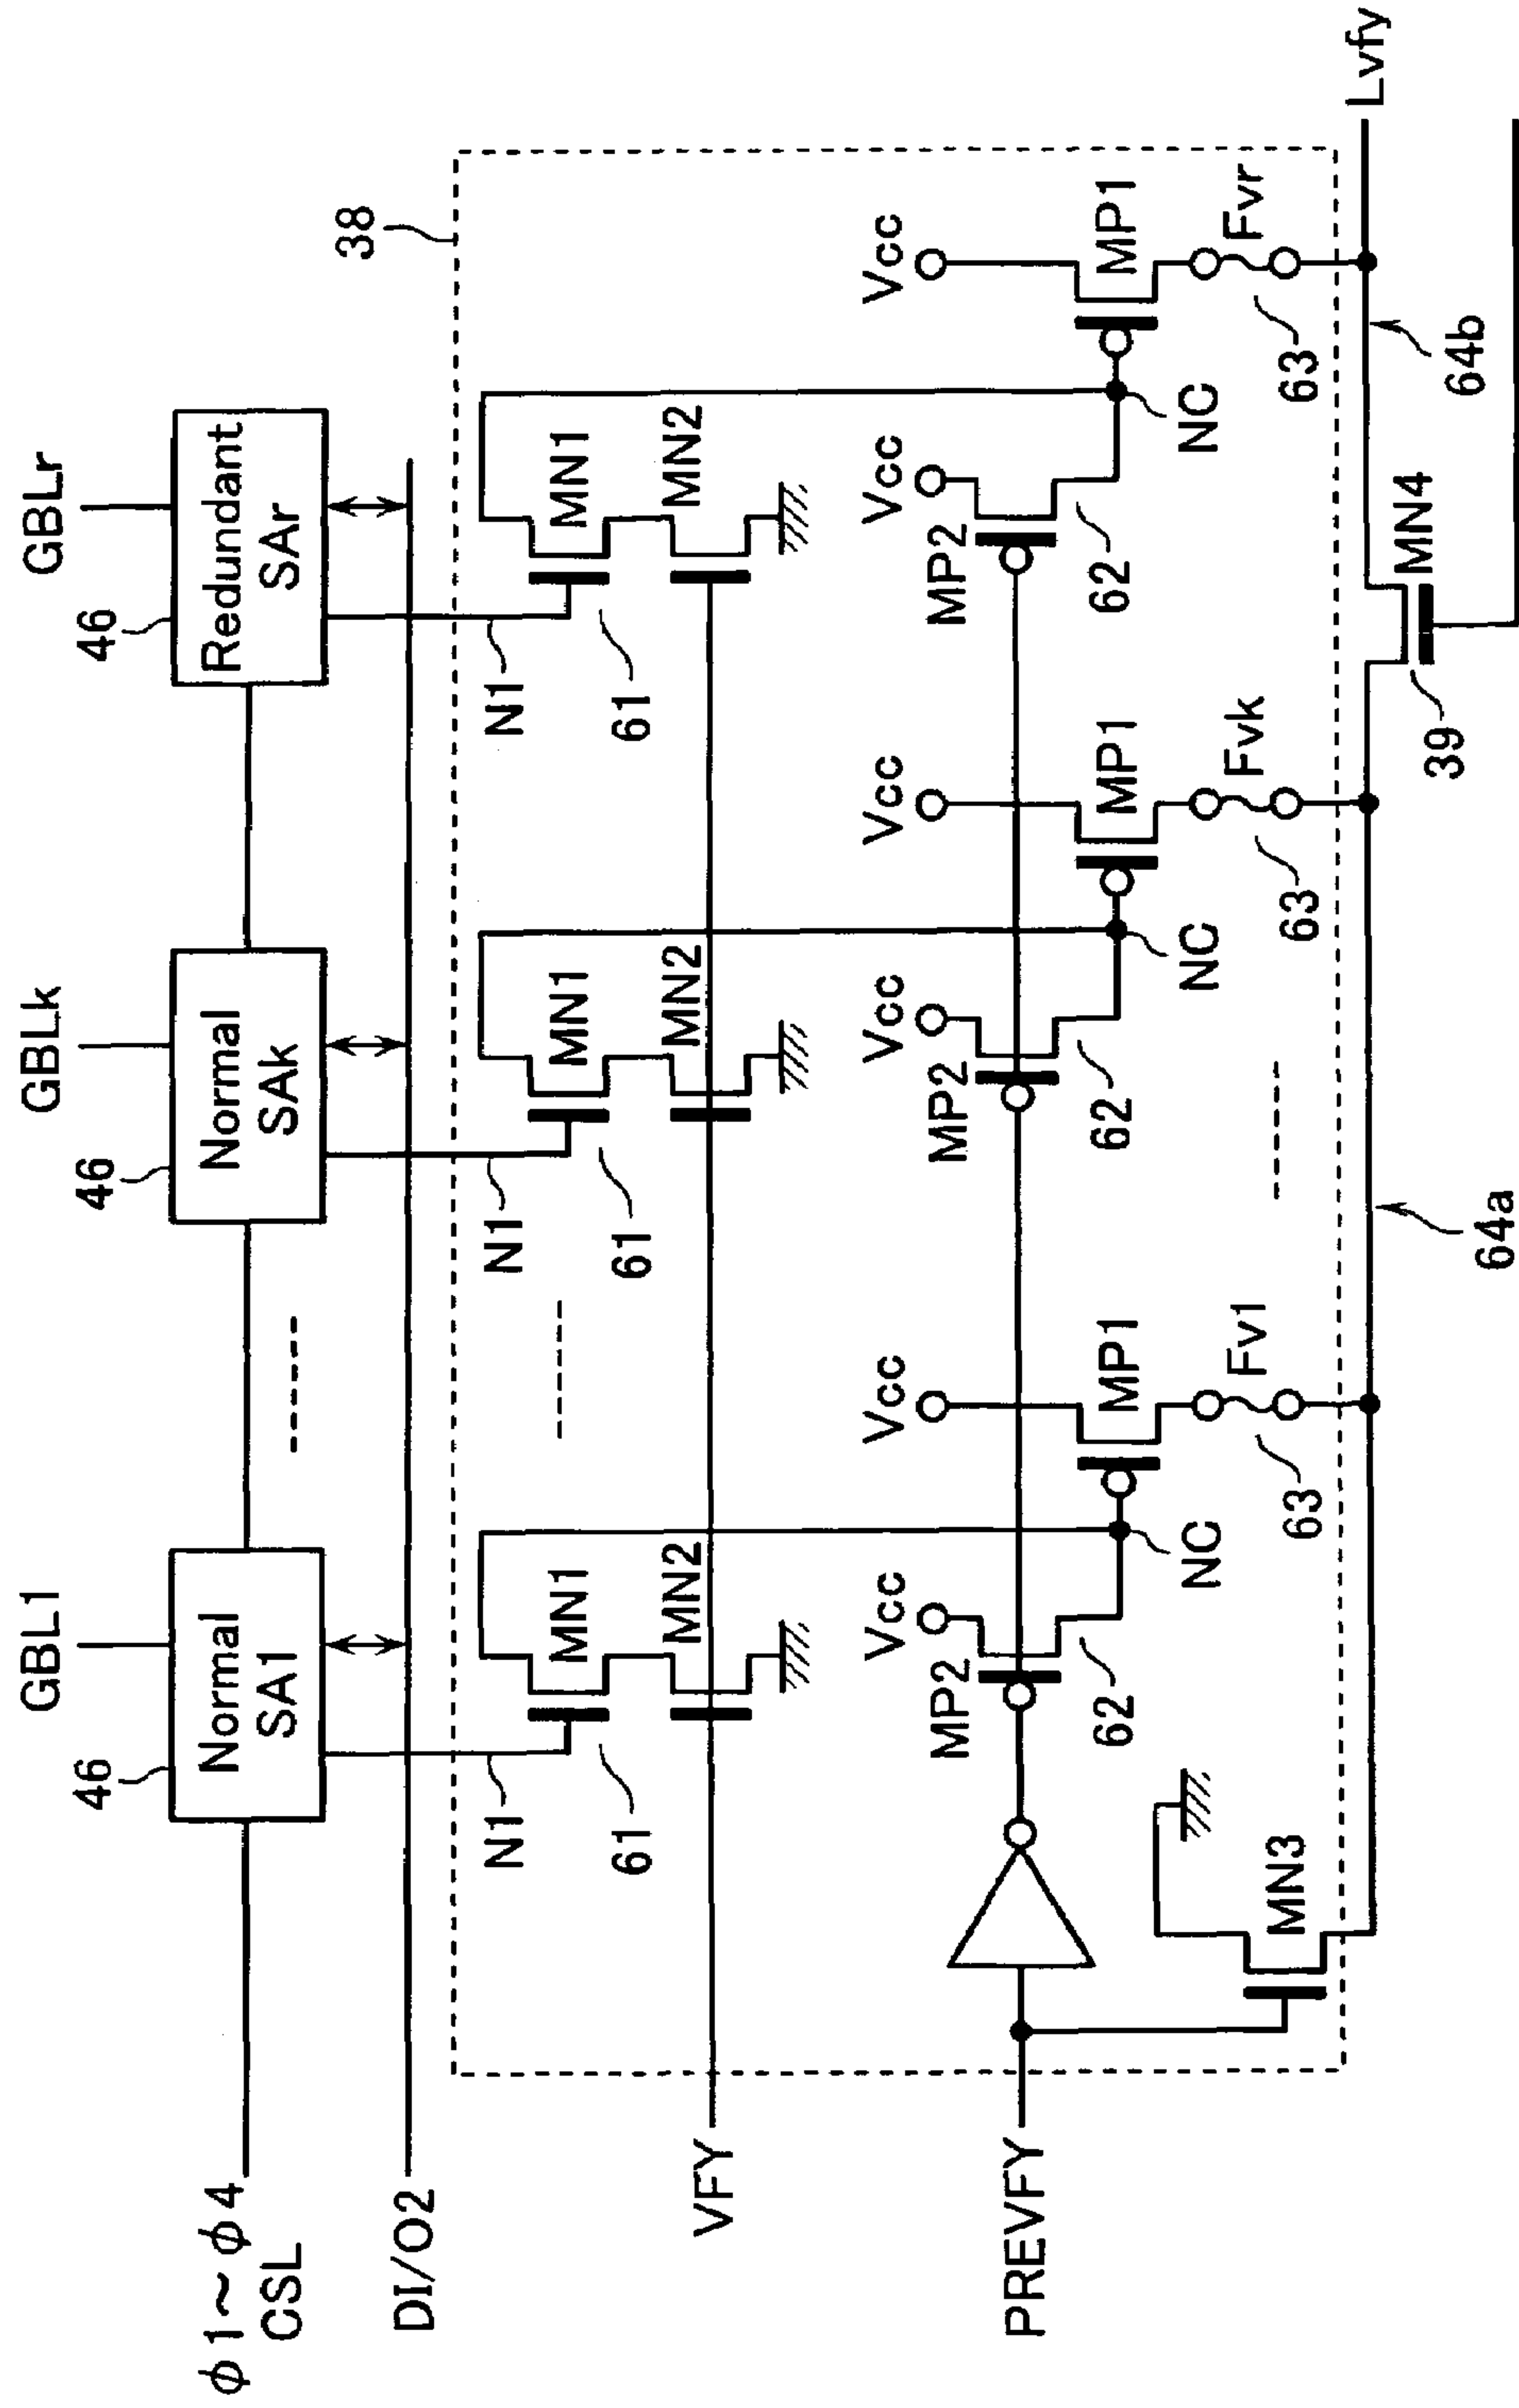 GBL1
GBLk
GBLr
46
46
46
Normal
SA1
Normal
SAk
Redundant
SAr
φ1~φ4
CSL
38
DI/O2
N1
N1
N1
MN1
MN1
MN1
61
61
61
MN2
MN2
MN2
VFY
Vcc
Vcc
Vcc
Vcc
Vcc
Vcc
MP2
MP2
MP2
PREVFY
62
62
62
MP1
MP1
MP1
NC
NC
NC
Fv1
Fvk
Fvr
MN3
63
63
63
Lvfy
MN4
39
64a
64b